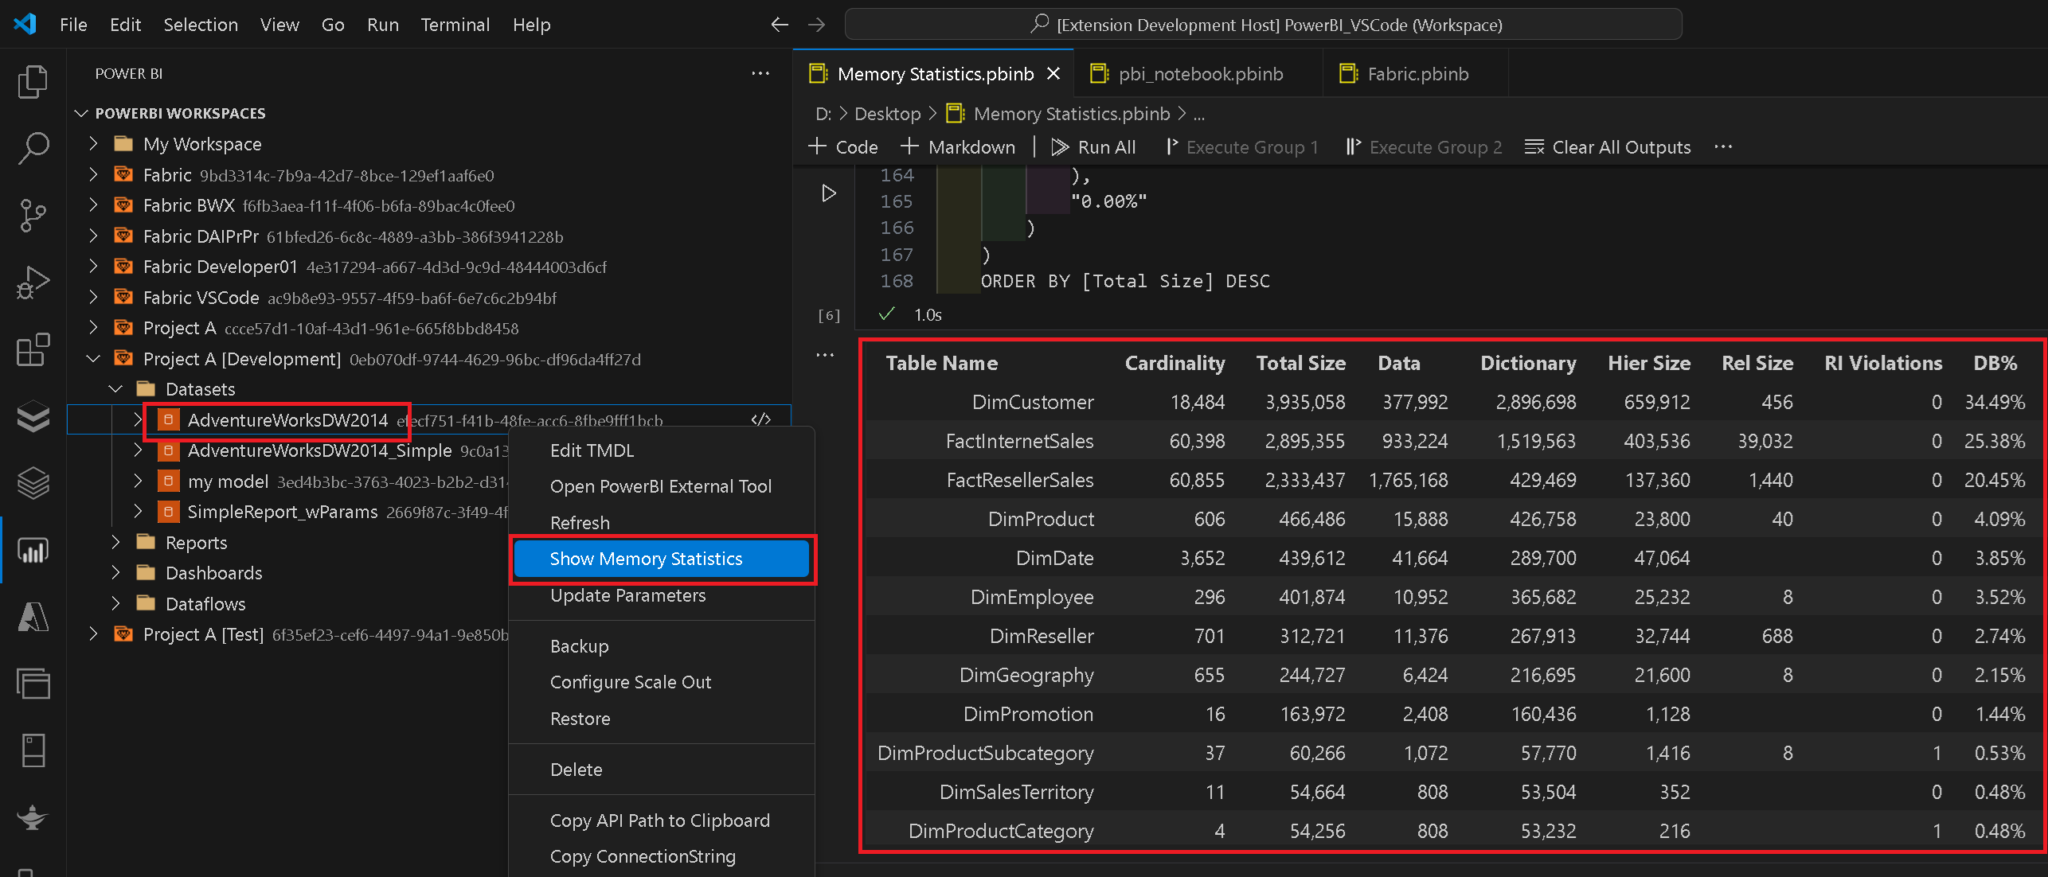 File Edit Selection View Go Run Terminal Help
[Extension Development Host] PowerBI_VSCode (Workspace)
POWER BI
POWERBI WORKSPACES
My Workspace
Fabric 9bd3314c-7b9a-42d7-8bce-129ef1aaf6e0
Fabric BWX f6fb3aea-f11f-4f06-b6fa-89bac4c0fee0
Fabric DAIPrPr 61bfed26-6c8c-4889-a3bb-386f3941228b
Fabric Developer01 4e317294-a667-4d3d-9c9d-48444003d6cf
Fabric VSCode ac9b8e93-9557-4f59-ba6f-6e7c6c2b94bf
Project A ccce57d1-10af-43d1-961e-665f8bbd8458
Project A [Development] 0eb070df-9744-4629-96bc-df96da4ff27d
Datasets
AdventureWorksDW2014 efecf751-f41b-48fe-acc6-8fbe9fff1bcb </>
AdventureWorksDW2014_Simple 9c0a13
my model 3ed4b3bc-3763-4023-b2b2-d31
SimpleReport_wParams 2669f87c-3f49-4f
Reports
Dashboards
Dataflows
Project A [Test] 6f35ef23-cef6-4497-94a1-9e850b
Edit TMDL
Open PowerBI External Tool
Refresh
Show Memory Statistics
Update Parameters
Backup
Configure Scale Out
Restore
Delete
Copy API Path to Clipboard
Copy ConnectionString
Memory Statistics.pbinb pbi_notebook.pbinb Fabric.pbinb
D: > Desktop > Memory Statistics.pbinb > ...
+ Code + Markdown | Run All Execute Group 1 Execute Group 2 Clear All Outputs ...
164 ),
165 "0.00%"
166 )
167 )
168 ORDER BY [Total Size] DESC
[6] 1.0s
Table Name Cardinality Total Size Data Dictionary Hier Size Rel Size RI Violations DB%
DimCustomer 18,484 3,935,058 377,992 2,896,698 659,912 456 0 34.49%
FactInternetSales 60,398 2,895,355 933,224 1,519,563 403,536 39,032 0 25.38%
FactResellerSales 60,855 2,333,437 1,765,168 429,469 137,360 1,440 0 20.45%
DimProduct 606 466,486 15,888 426,758 23,800 40 0 4.09%
DimDate 3,652 439,612 41,664 289,700 47,064 0 3.85%
DimEmployee 296 401,874 10,952 365,682 25,232 8 0 3.52%
DimReseller 701 312,721 11,376 267,913 32,744 688 0 2.74%
DimGeography 655 244,727 6,424 216,695 21,600 8 0 2.15%
DimPromotion 16 163,972 2,408 160,436 1,128 0 1.44%
DimProductSubcategory 37 60,266 1,072 57,770 1,416 8 1 0.53%
DimSalesTerritory 11 54,664 808 53,504 352 0 0.48%
DimProductCategory 4 54,256 808 53,232 216 1 0.48%